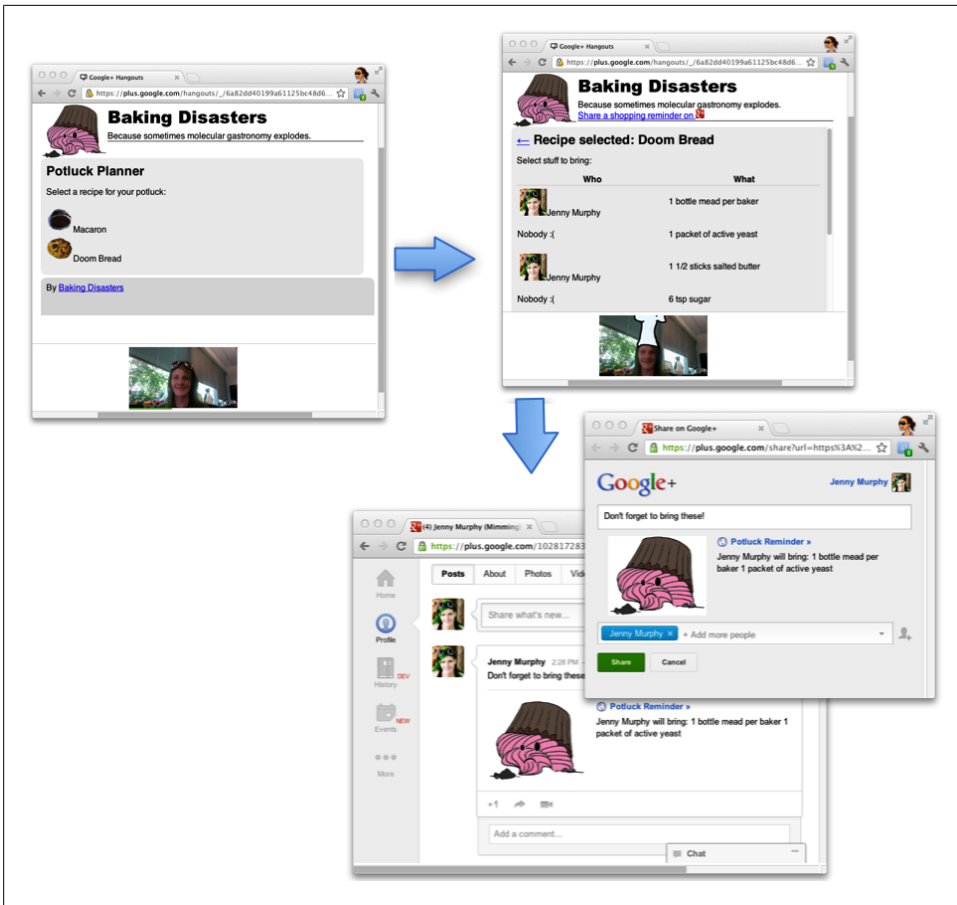 Google+ Hangouts
https://plus.google.com/hangouts/_/6a82dd40199a61125bc48d6...
Baking Disasters
Because sometimes molecular gastronomy explodes.
Potluck Planner
Select a recipe for your potluck:
Macaron
Doom Bread
By Baking Disasters
Google+ Hangouts
https://plus.google.com/hangouts/_/6a82dd40199a61125bc48d6...
Baking Disasters
Because sometimes molecular gastronomy explodes.
Share a shopping reminder on
← Recipe selected: Doom Bread
Select stuff to bring:
Who What
Jenny Murphy 1 bottle mead per baker
Nobody :( 1 packet of active yeast
Jenny Murphy 1 1/2 sticks salted butter
Nobody :( 6 tsp sugar
Share on Google+
https://plus.google.com/share?url=https%3A%2...
Google+
Jenny Murphy
Don't forget to bring these!
Potluck Reminder »
Jenny Murphy will bring: 1 bottle mead per
baker 1 packet of active yeast
Jenny Murphy × + Add more people
Share Cancel
(4) Jenny Murphy (Mimming)
https://plus.google.com/102817283
Posts About Photos Vid
Home
Profile
History DEV
Events NEW
More
Share what's new...
Jenny Murphy 2:28 PM
Don't forget to bring these
Potluck Reminder »
Jenny Murphy will bring: 1 bottle mead per baker 1
packet of active yeast
+1
Add a comment...
Chat